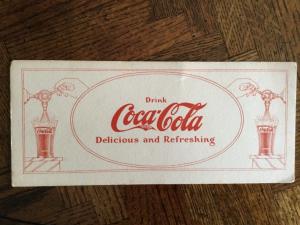 Drink
Coca-Cola
Delicious and Refreshing